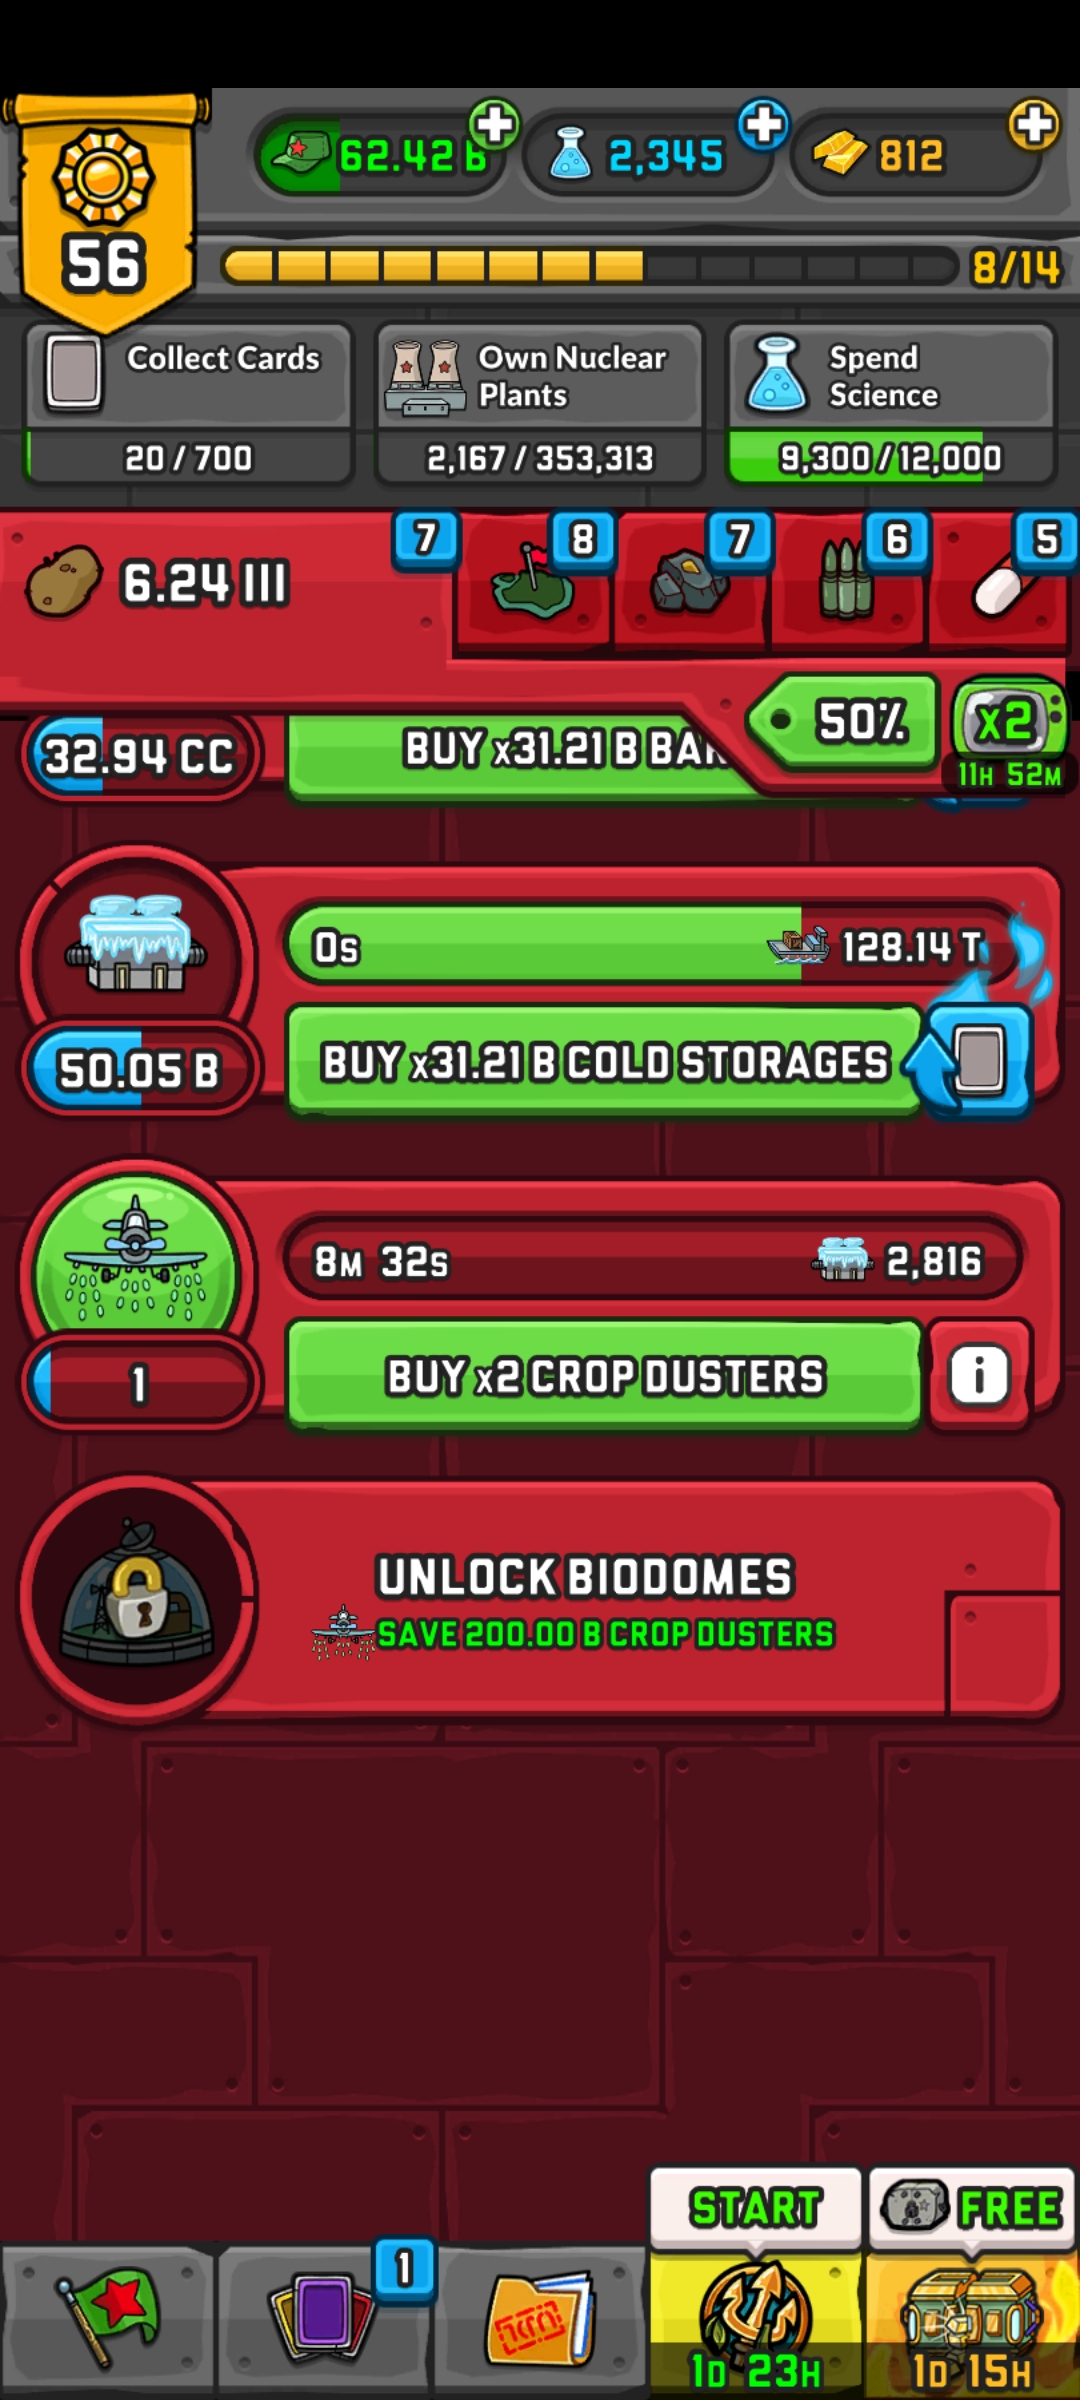 62.42 B
2,345
812
56
8/14
Collect Cards
20 / 700
Own Nuclear
Plants
2,167 / 353,313
Spend
Science
9,300 / 12,000
6.24 III
7
8
7
6
5
50%
x2
11H 52M
32.94 CC
BUY x31.21 B BAR
0s
128.14 T
50.05 B
BUY x31.21 B COLD STORAGES
8M 32s
2,816
1
BUY x2 CROP DUSTERS
i
UNLOCK BIODOMES
SAVE 200.00 B CROP DUSTERS
START
FREE
1
1D 23H
1D 15H